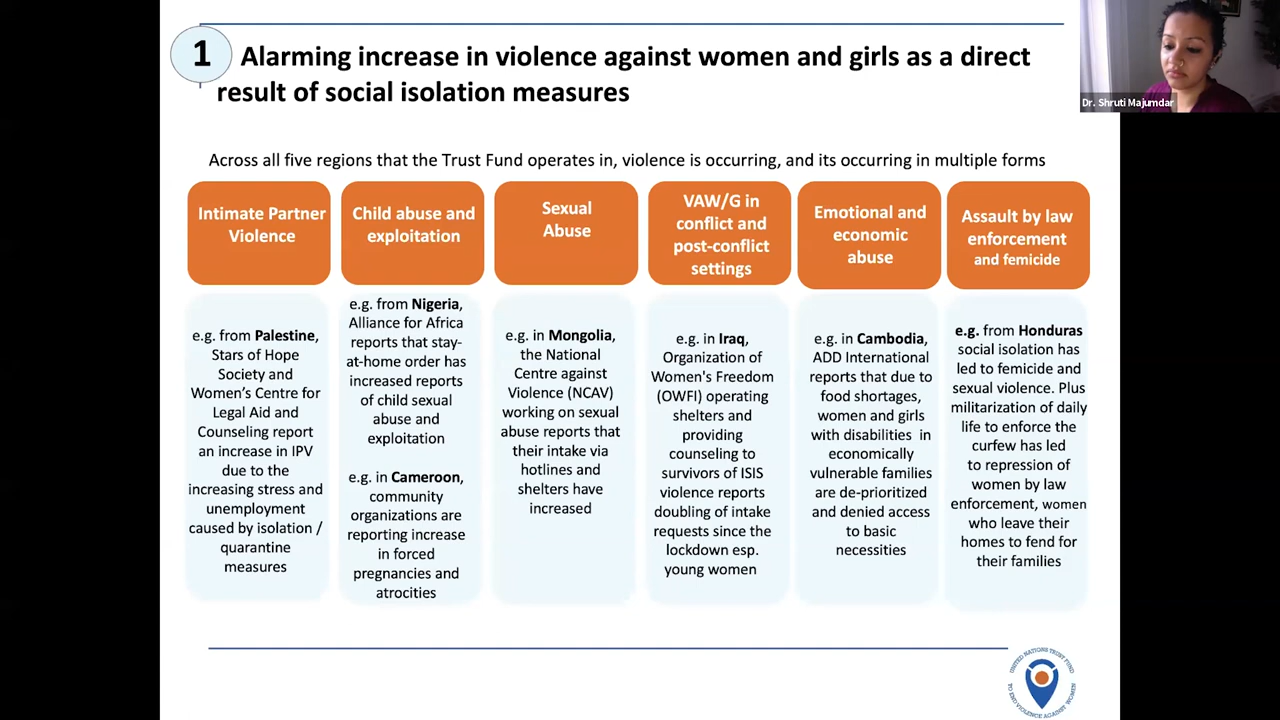 1
Alarming increase in violence against women and girls as a direct
result of social isolation measures
Dr. Shruti Majumdar
Across all five regions that the Trust Fund operates in, violence is occurring, and its occurring in multiple forms
Intimate Partner
Violence
e.g. from Palestine,
Stars of Hope
Society and
Women's Centre for
Legal Aid and
Counseling report
an increase in IPV
due to the
increasing stress and
unemployment
caused by isolation /
quarantine
measures
Child abuse and
exploitation
e.g. from Nigeria,
Alliance for Africa
reports that stay-
at-home order has
increased reports
of child sexual
abuse and
exploitation
e.g. in Cameroon,
community
organizations are
reporting increase
in forced
pregnancies and
atrocities
Sexual
Abuse
e.g. in Mongolia,
the National
Centre against
Violence (NCAV)
working on sexual
abuse reports that
their intake via
hotlines and
shelters have
increased
VAW/G in
conflict and
post-conflict
settings
e.g. in Iraq,
Organization of
Women's Freedom
(OWFI) operating
shelters and
providing
counseling to
survivors of ISIS
violence reports
doubling of intake
requests since the
lockdown esp.
young women
Emotional and
economic
abuse
e.g. in Cambodia,
ADD International
reports that due to
food shortages,
women and girls
with disabilities in
economically
vulnerable families
are de-prioritized
and denied access
to basic
necessities
Assault by law
enforcement
and femicide
e.g. from Honduras
social isolation has
led to femicide and
sexual violence. Plus
militarization of daily
life to enforce the
curfew has led
to repression of
women by law
enforcement, women
who leave their
homes to fend for
their families
UNITED NATIONS TRUST FUND
TO END VIOLENCE AGAINST WOMEN